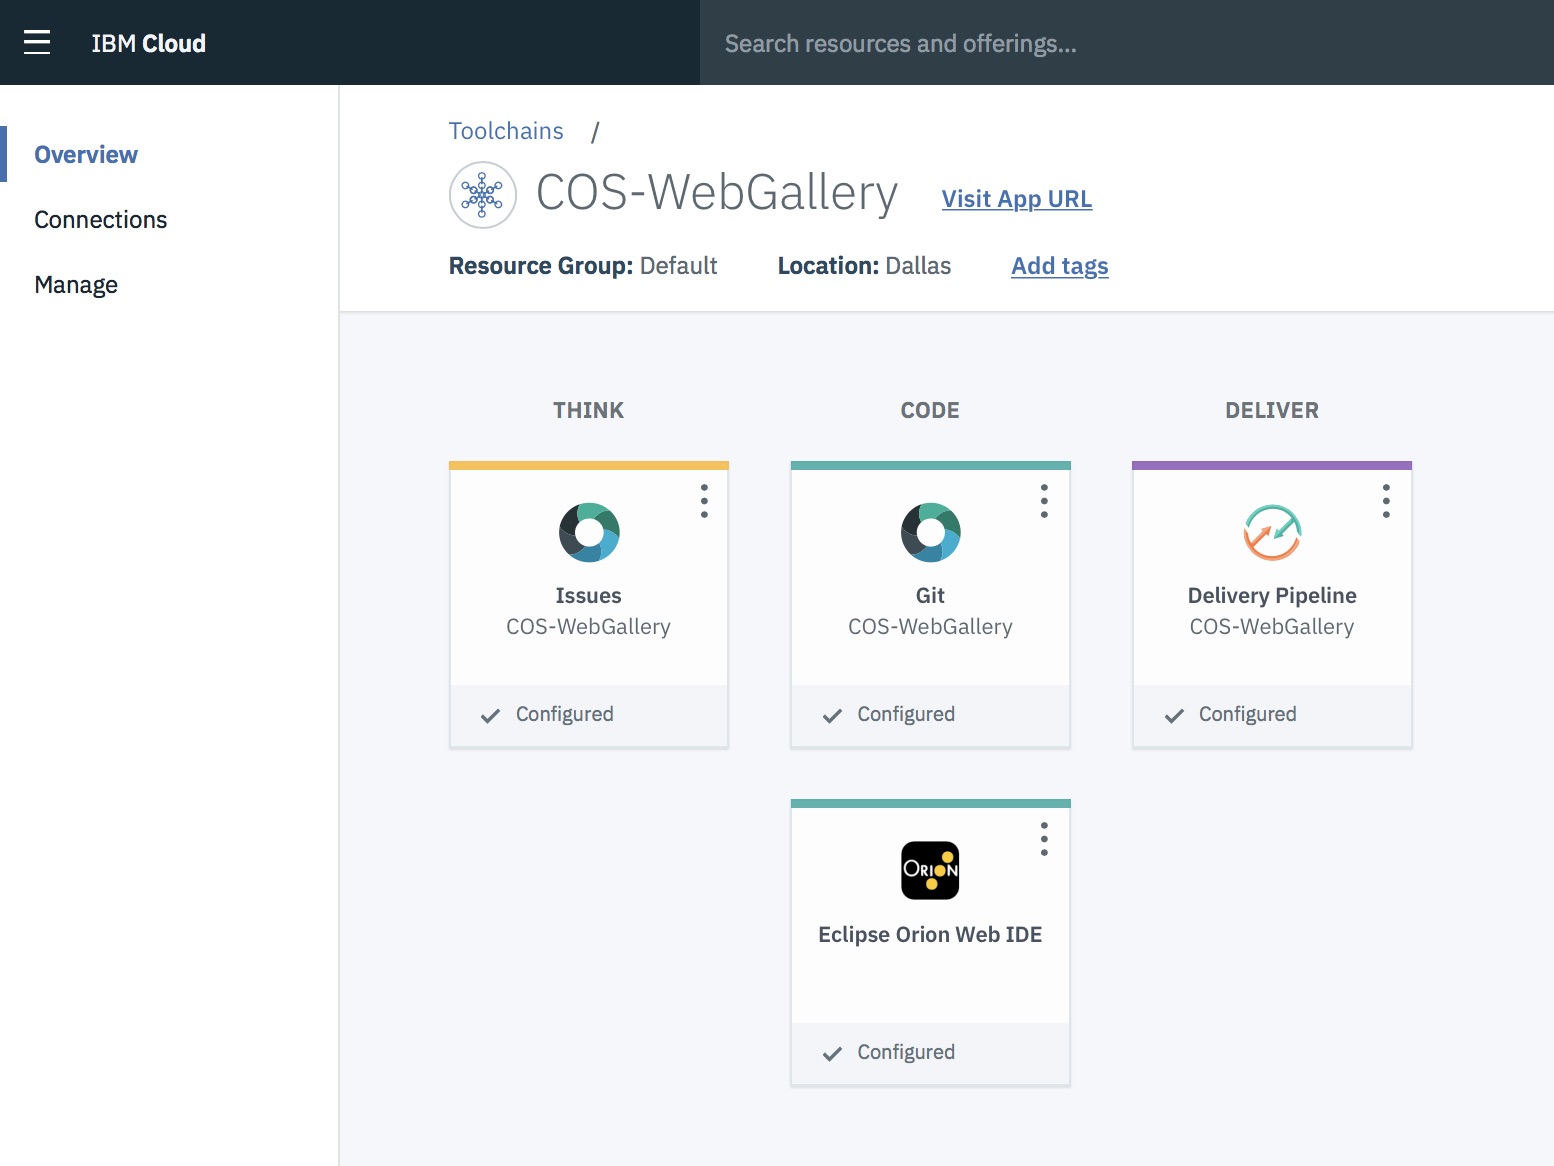 IBM Cloud
Search resources and offerings...
Overview
Connections
Manage
Toolchains /
COS-WebGallery Visit App URL
Resource Group: Default Location: Dallas Add tags
THINK
CODE
DELIVER
Issues
COS-WebGallery
Configured
Git
COS-WebGallery
Configured
Delivery Pipeline
COS-WebGallery
Configured
ORION
Eclipse Orion Web IDE
Configured